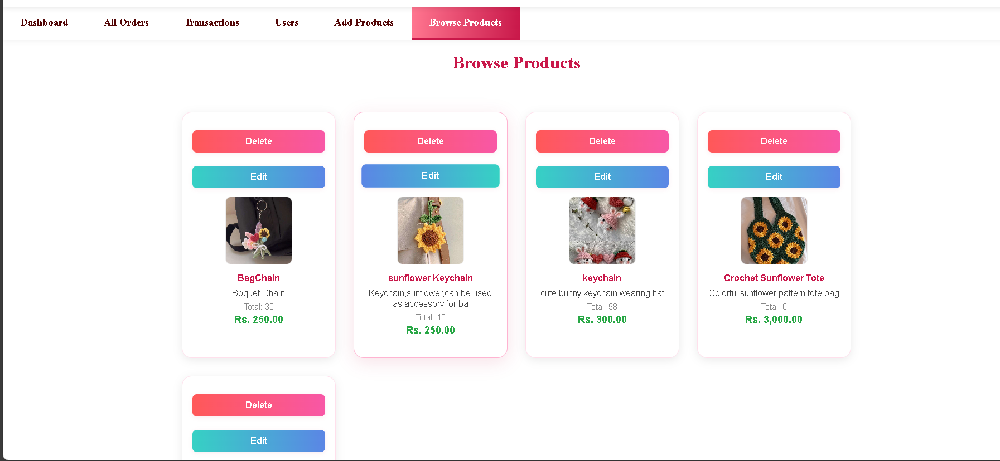 Dashboard All Orders Transactions Users Add Products Browse Products
Browse Products
Delete
Edit
BagChain
Boquet Chain
Total: 30
Rs. 250.00
Delete
Edit
sunflower Keychain
Keychain,sunflower,can be used
as accessory for ba
Total: 48
Rs. 250.00
Delete
Edit
keychain
cute bunny keychain wearing hat
Total: 98
Rs. 300.00
Delete
Edit
Crochet Sunflower Tote
Colorful sunflower pattern tote bag
Total: 0
Rs. 3,000.00
Delete
Edit